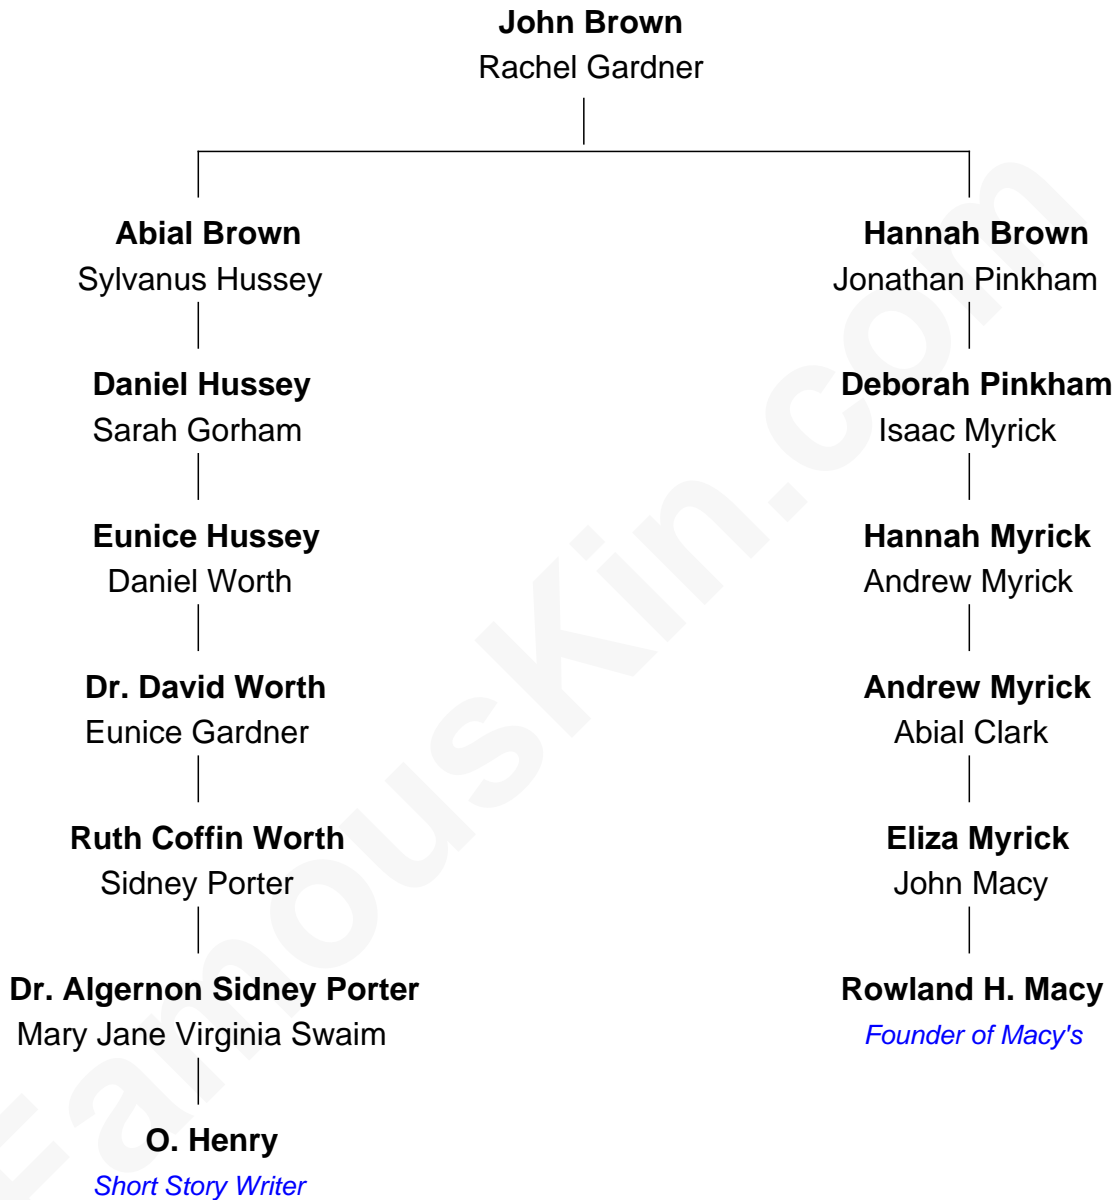 John Brown
Rachel Gardner
Abial Brown
Sylvanus Hussey
Hannah Brown
Jonathan Pinkham
Daniel Hussey
Sarah Gorham
Deborah Pinkham
Isaac Myrick
Eunice Hussey
Daniel Worth
Hannah Myrick
Andrew Myrick
Dr. David Worth
Eunice Gardner
Andrew Myrick
Abial Clark
Ruth Coffin Worth
Sidney Porter
Eliza Myrick
John Macy
Dr. Algernon Sidney Porter
Mary Jane Virginia Swaim
Rowland H. Macy
Founder of Macy's
O. Henry
Short Story Writer
FamousKin.com